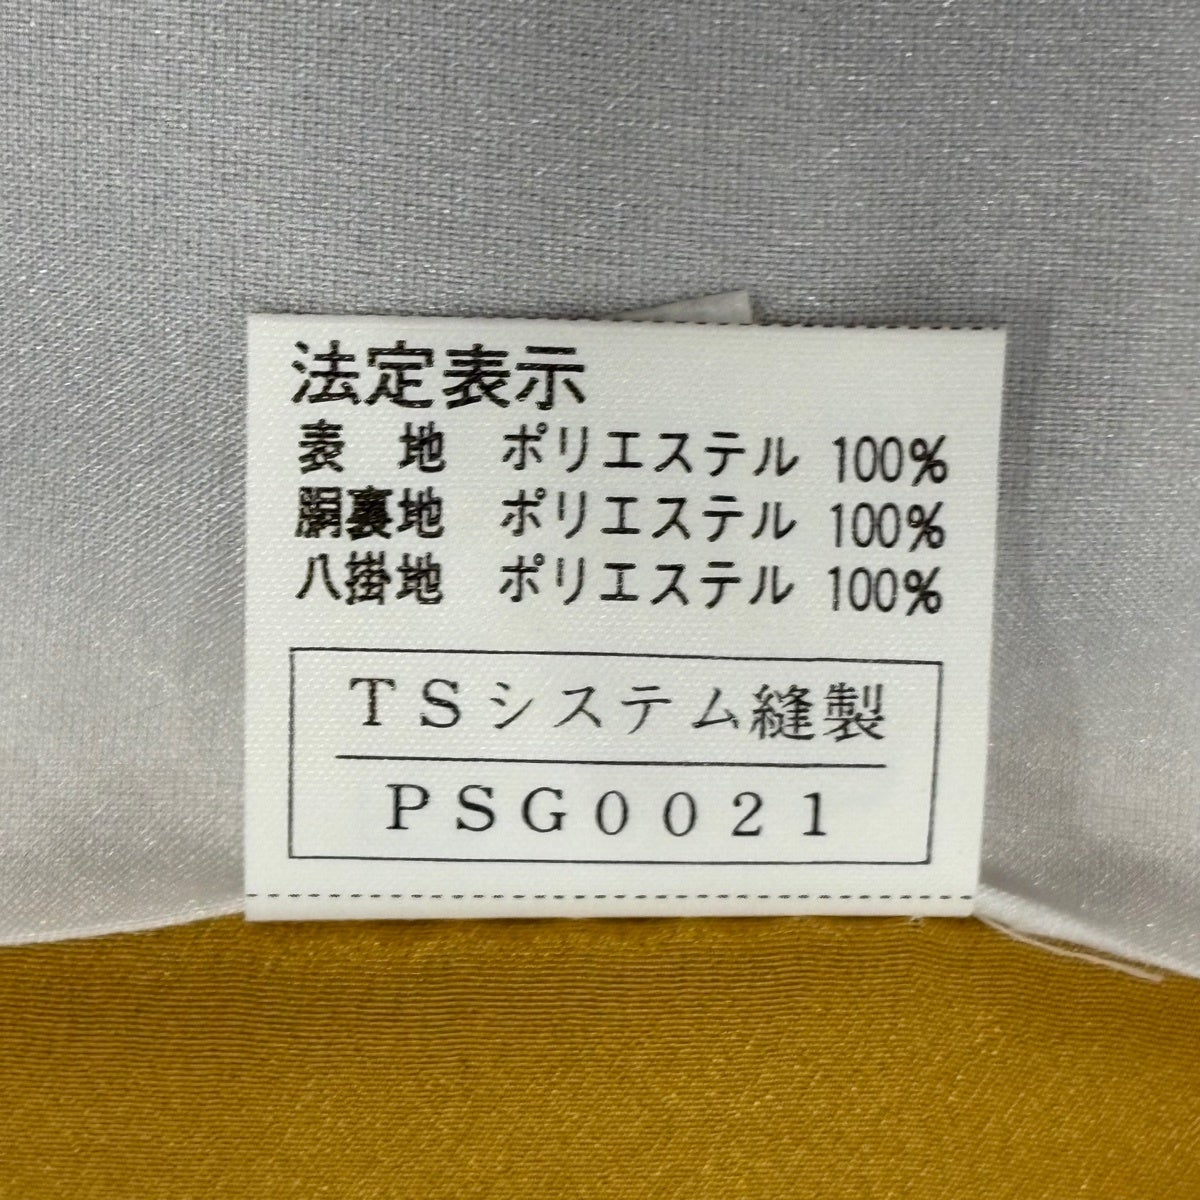 法定表示
表　地　ポリエステル 100%
胴裏地　ポリエステル 100%
八掛地　ポリエステル 100%
TSシステム縫製
PSG0021